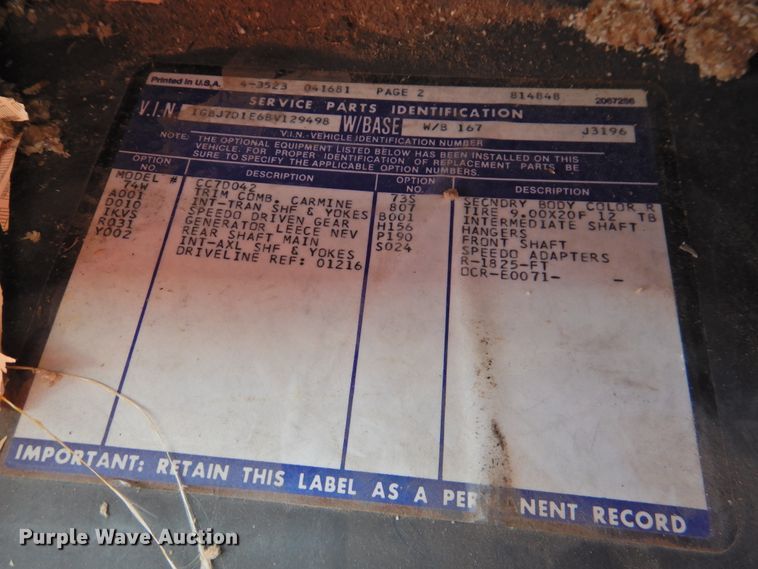 Printed in U.S.A. 4-3523 041681 PAGE 2 814848 2067256
SERVICE PARTS IDENTIFICATION
V.I.N. 1GBJ7D1E6BV129498 W/BASE W/B 167 J3196
V.I.N.-VEHICLE IDENTIFICATION NUMBER
NOTE: THE OPTIONAL EQUIPMENT LISTED BELOW HAS BEEN INSTALLED ON THIS
VEHICLE. FOR PROPER IDENTIFICATION OF REPLACEMENT PARTS BE
SURE TO SPECIFY THE APPLICABLE OPTION NUMBERS.
OPTION NO. DESCRIPTION OPTION NO. DESCRIPTION
MODEL # CC7D042 73S SECNDRY BODY COLOR R
74W TRIM COMB. CARMINE 807 TIRE 9.00X20F 12 TB
A001 INT-TRAN SHF & YOKES B001 INTERMEDIATE SHAFT
D010 SPEEDO DRIVEN GEAR H156 HANGERS
IKVS GENERATOR LEECE NEV P190 FRONT SHAFT
R031 REAR SHAFT MAIN S024 SPEEDO ADAPTERS
Y002 INT-AXL SHF & YOKES R-1825-FT
DRIVELINE REF: 01216 DCR-E0071- -
IMPORTANT: RETAIN THIS LABEL AS A PER NENT RECORD
Purple Wave Auction